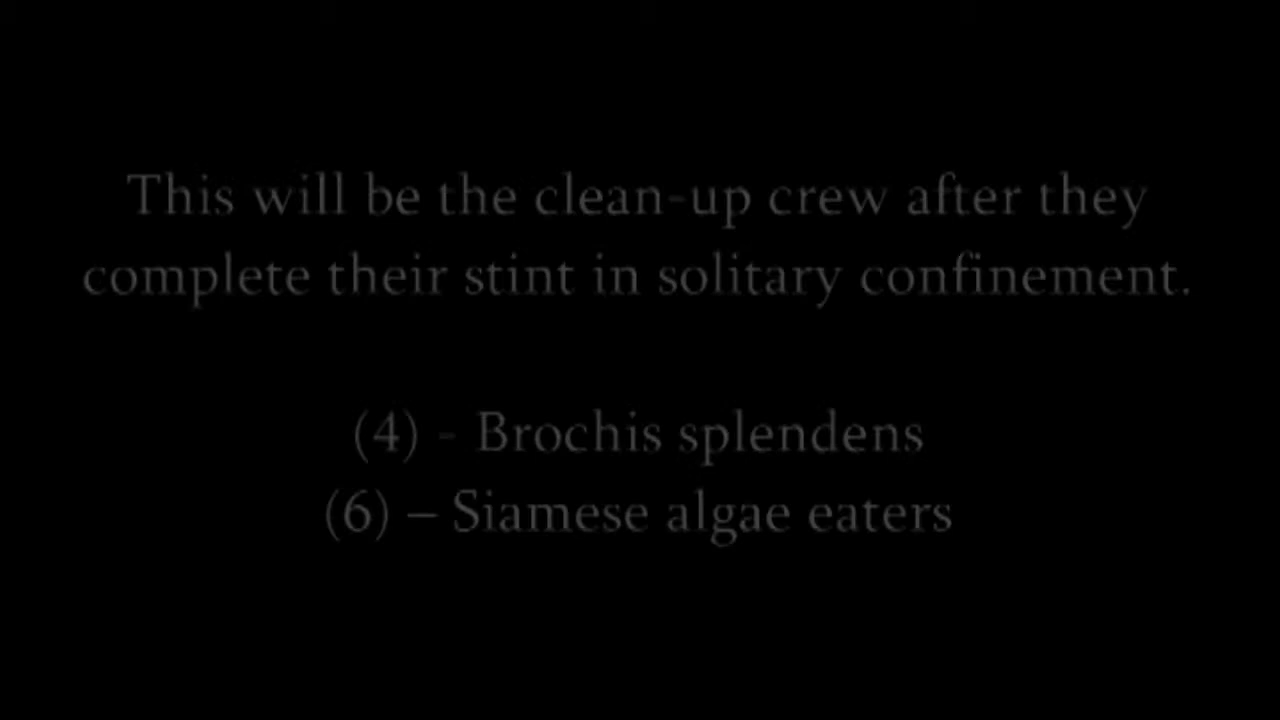 This will be the clean-up crew after they
complete their stint in solitary confinement.
(4) - Brochis splendens
(6) – Siamese algae eaters